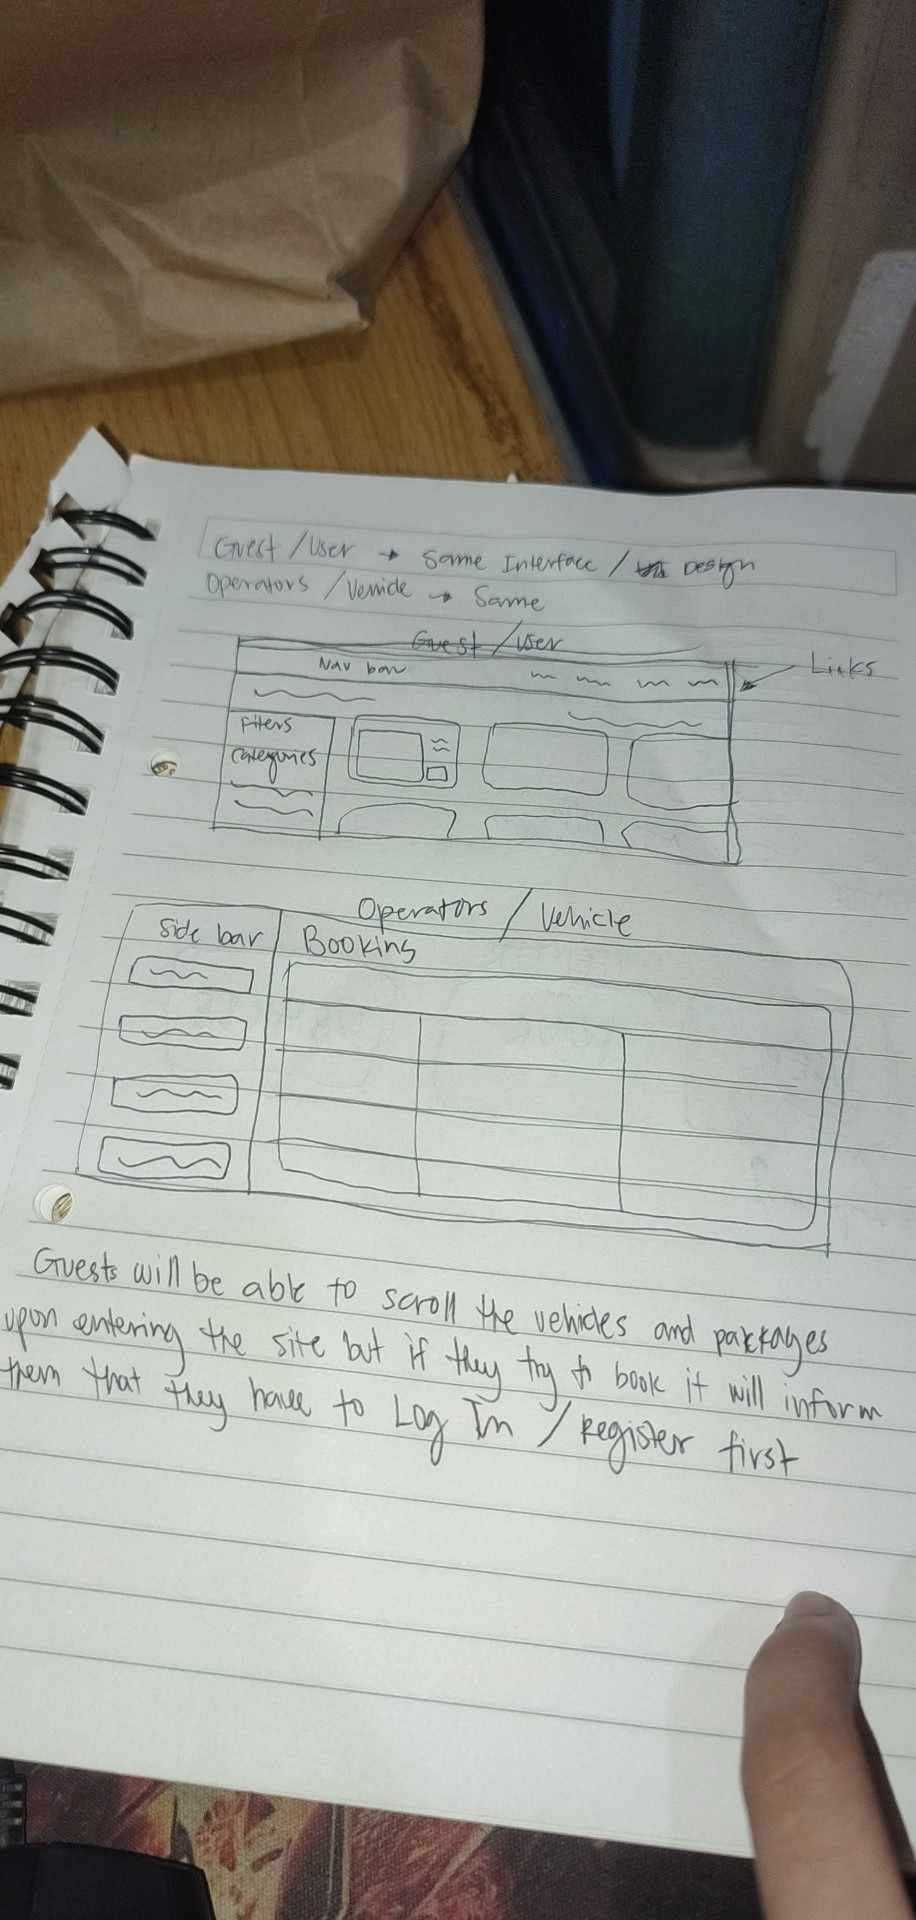 Guest / User → Same Interface / Design
Operators / Vehicle → Same
Guest / User
Nav bar
Links
Filters
Categories
Operators / Vehicle
Side bar
Booking
Guests will be able to scroll the vehicles and packages
upon entering the site but if they try to book it will inform
them that they have to Log In / Register first